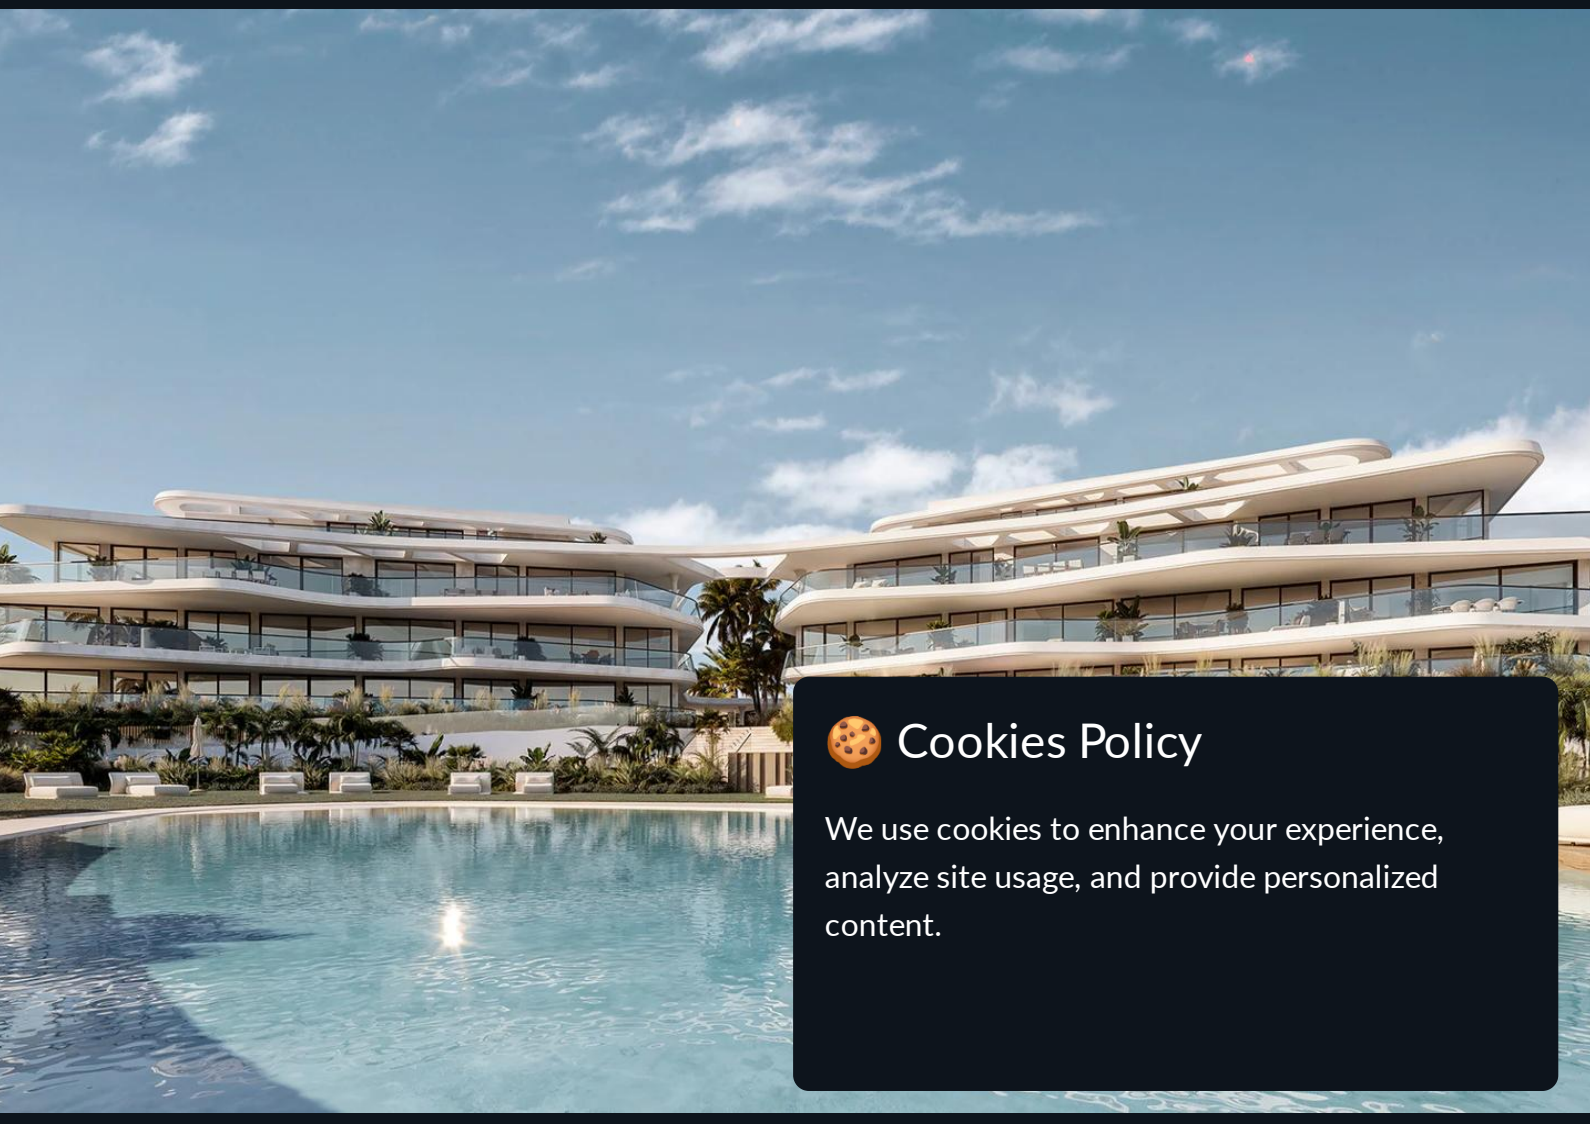 🍪 Cookies Policy
We use cookies to enhance your experience,
analyze site usage, and provide personalized
content.